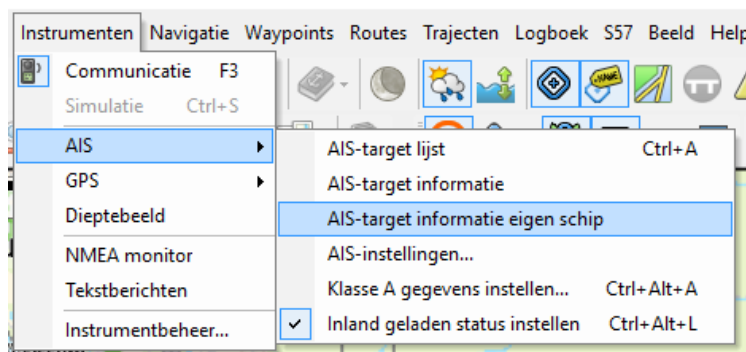 Instrumenten Navigatie Waypoints Routes Trajecten Logboek S57 Beeld Help
Communicatie F3
Simulatie Ctrl+S
NAME
AIS
GPS
Dieptebeeld
NMEA monitor
Tekstberichten
Instrumentbeheer...
AIS-target lijst Ctrl+A
AIS-target informatie
AIS-target informatie eigen schip
AIS-instellingen...
Klasse A gegevens instellen... Ctrl+Alt+A
Inland geladen status instellen Ctrl+Alt+L